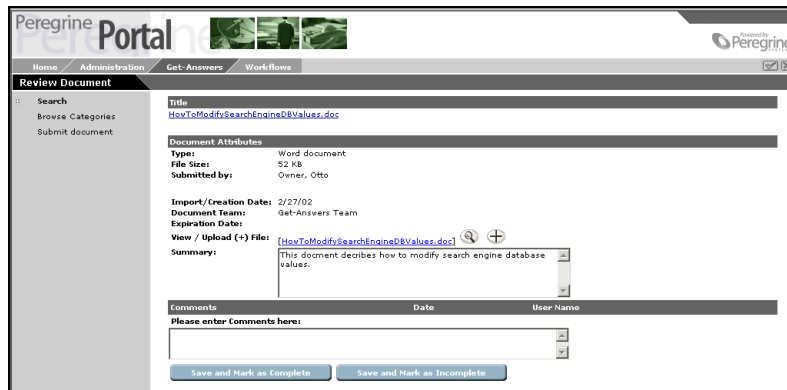 Peregrine Portal
Powered by
Peregrine
Home Administration Get-Answers Workflows
Review Document
Search
Browse Categories
Submit document
Title
HowToModifySearchEngineDBValues.doc
Document Attributes
Type: Word document
File Size: 52 KB
Submitted by: Owner, Otto
Import/Creation Date: 2/27/02
Document Team: Get-Answers Team
Expiration Date:
View / Upload (+) File: [HowToModifySearchEngineDBValues.doc]
Summary: This docment decribes how to modify search engine database
values.
Comments Date User Name
Please enter Comments here:
Save and Mark as Complete Save and Mark as Incomplete